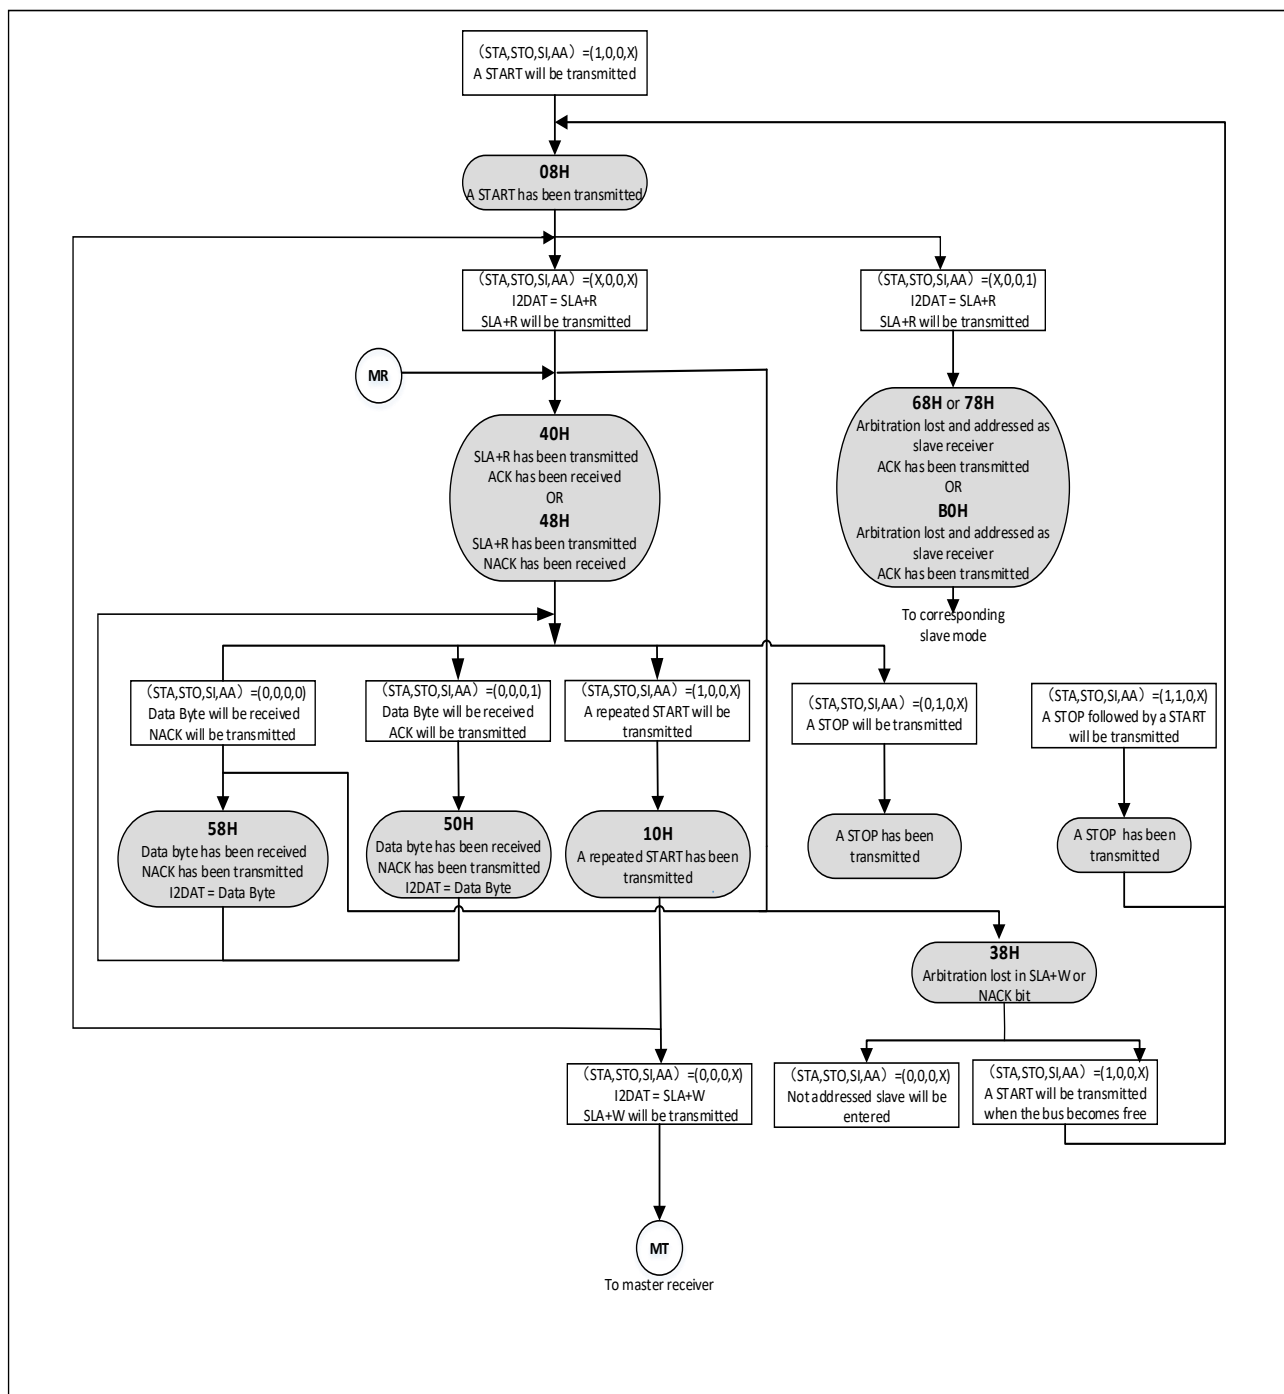 （STA,STO,SI,AA）=(1,0,0,X)
A START will be transmitted
08H
A START has been transmitted
（STA,STO,SI,AA）=(X,0,0,X)
I2DAT = SLA+R
SLA+R will be transmitted
（STA,STO,SI,AA）=(X,0,0,1)
I2DAT = SLA+R
SLA+R will be transmitted
MR
40H
SLA+R has been transmitted
ACK has been received
OR
48H
SLA+R has been transmitted
NACK has been received
68H or 78H
Arbitration lost and addressed as
slave receiver
ACK has been transmitted
OR
B0H
Arbitration lost and addressed as
slave receiver
ACK has been transmitted
To corresponding
slave mode
（STA,STO,SI,AA）=(0,0,0,0)
Data Byte will be received
NACK will be transmitted
（STA,STO,SI,AA）=(0,0,0,1)
Data Byte will be received
ACK will be transmitted
（STA,STO,SI,AA）=(1,0,0,X)
A repeated START will be
transmitted
（STA,STO,SI,AA）=(0,1,0,X)
A STOP will be transmitted
（STA,STO,SI,AA）=(1,1,0,X)
A STOP followed by a START
will be transmitted
58H
Data byte has been received
NACK has been transmitted
I2DAT = Data Byte
50H
Data byte has been received
NACK has been transmitted
I2DAT = Data Byte
10H
A repeated START has been
transmitted
A STOP has been
transmitted
A STOP has been
transmitted
38H
Arbitration lost in SLA+W or
NACK bit
（STA,STO,SI,AA）=(0,0,0,X)
I2DAT = SLA+W
SLA+W will be transmitted
（STA,STO,SI,AA）=(0,0,0,X)
Not addressed slave will be
entered
（STA,STO,SI,AA）=(1,0,0,X)
A START will be transmitted
when the bus becomes free
MT
To master receiver